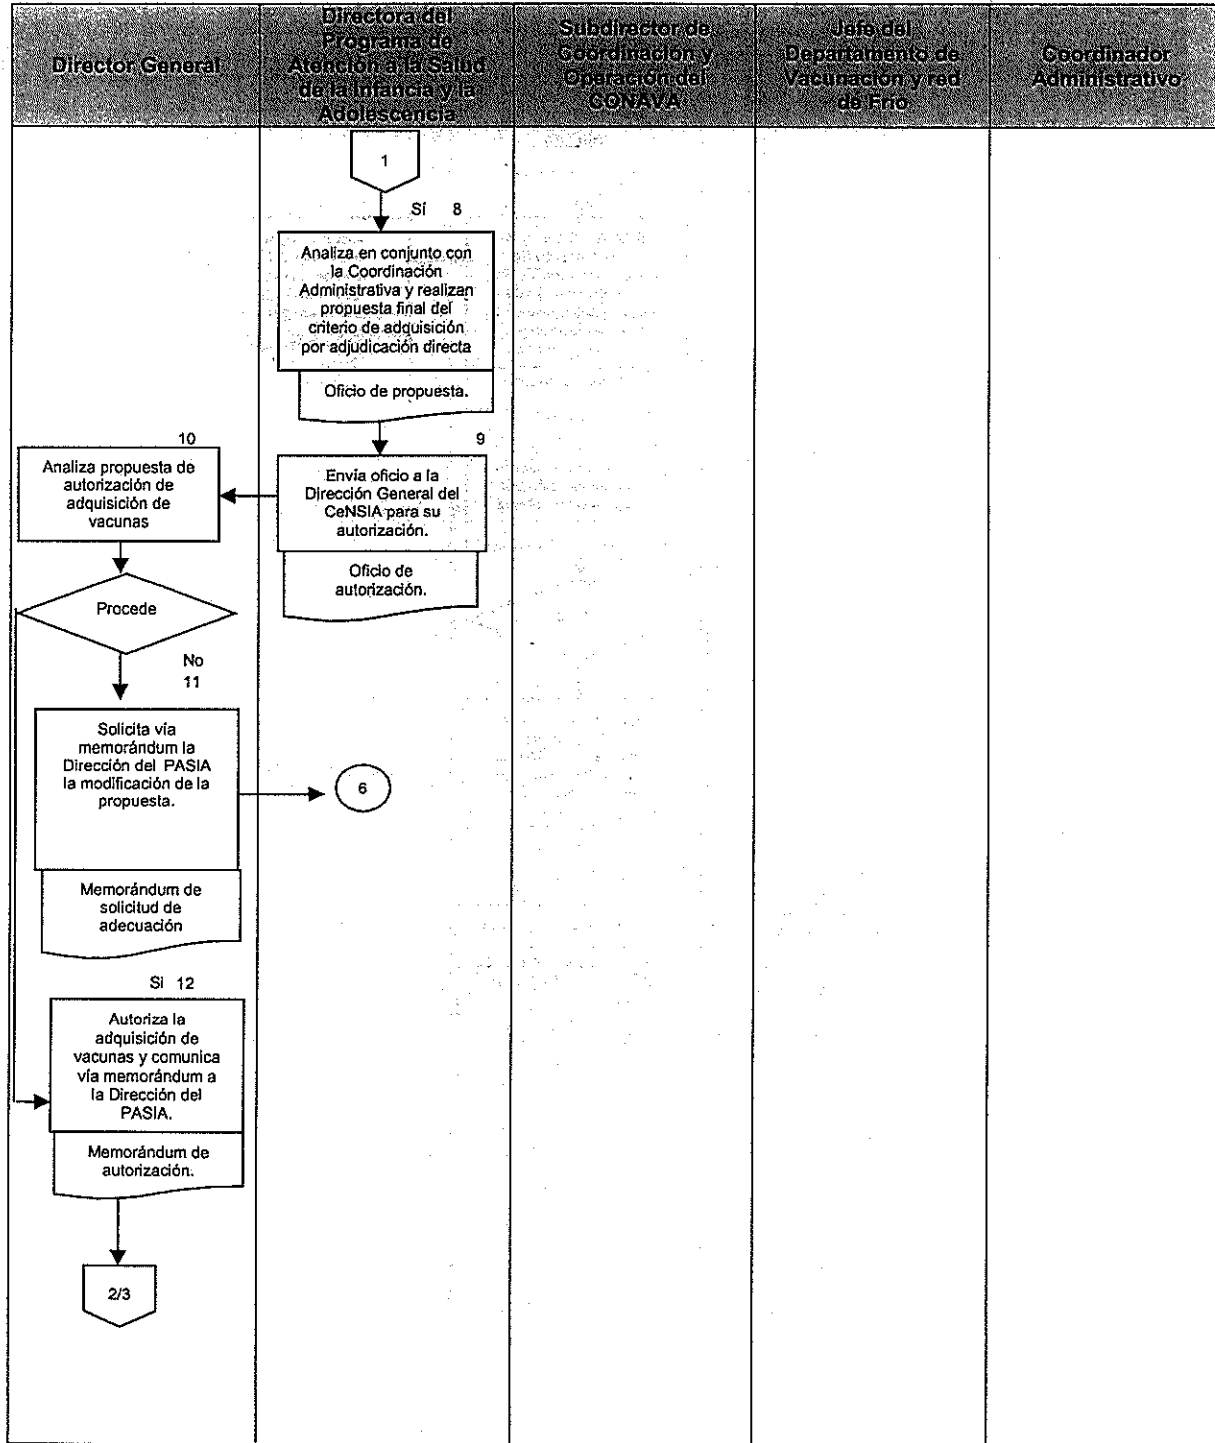 Director General
Directora del
Programa de
Atención a la Salud
de la Infancia y la
Adolescencia
Subdirector de
Coordinación y
Operación del
CONAVA
Jefe del
Departamento de
Vacunación y red
de Frio
Coordinador
Administrativo
1
Sí 8
Analiza en conjunto con
la Coordinación
Administrativa y realizan
propuesta final del
criterio de adquisición
por adjudicación directa
Oficio de propuesta.
9
Envía oficio a la
Dirección General del
CeNSIA para su
autorización.
Oficio de
autorización.
10
Analiza propuesta de
autorización de
adquisición de
vacunas
Procede
No
11
Solicita vía
memorándum la
Dirección del PASIA
la modificación de la
propuesta.
6
Memorándum de
solicitud de
adecuación
Si 12
Autoriza la
adquisición de
vacunas y comunica
vía memorándum a
la Dirección del
PASIA.
Memorándum de
autorización.
2/3